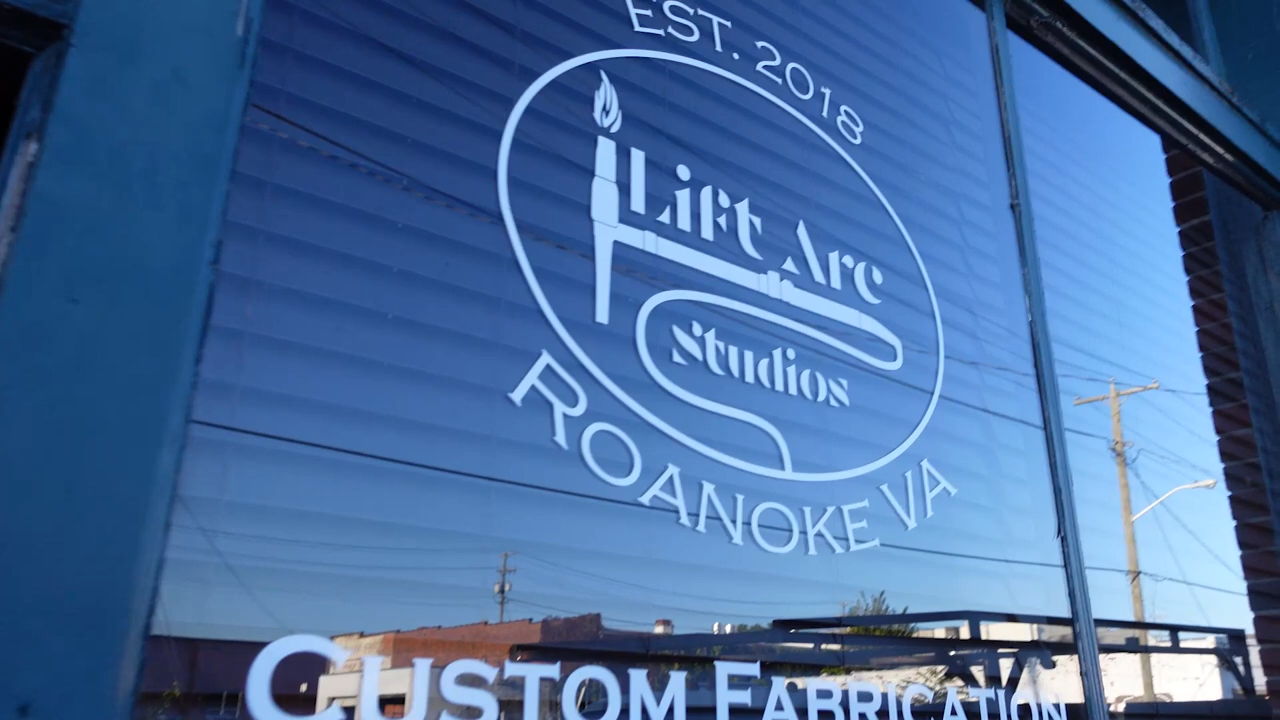 EST. 2018
Lift Arc
studios
ROANOKE VA
CUSTOM FABRICATION